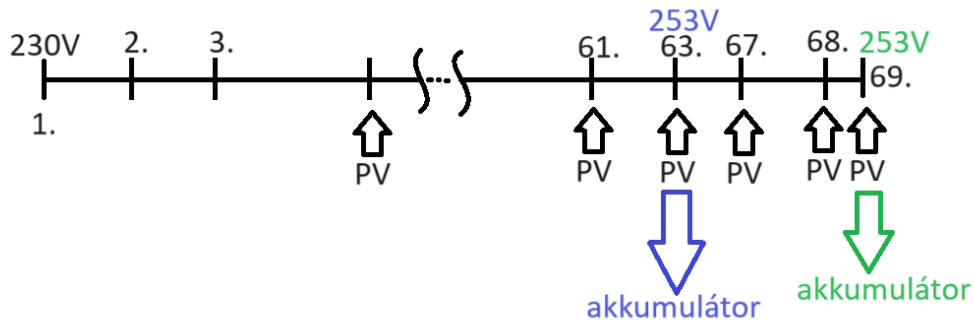 230V 2. 3. 61. 253V 63. 67. 68. 253V 69.
1.
PV PV PV PV PV PV
akkumulátor akkumulátor